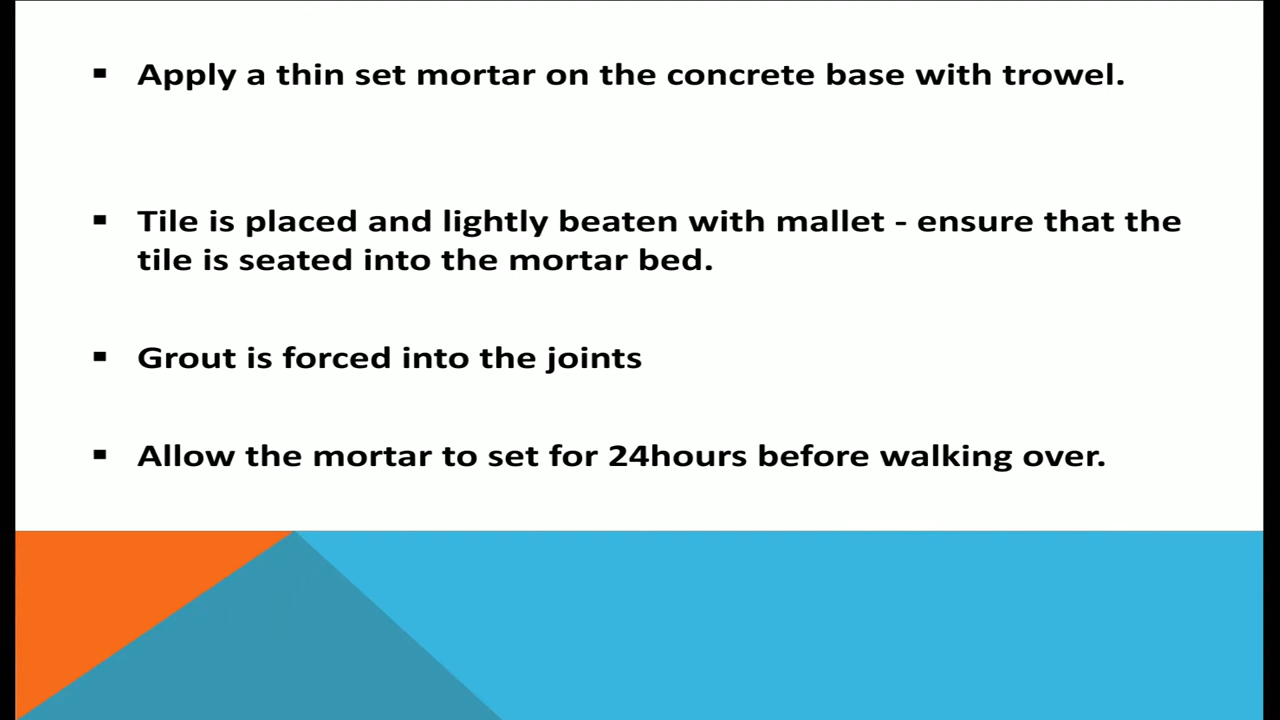 ▪ Apply a thin set mortar on the concrete base with trowel.
▪ Tile is placed and lightly beaten with mallet - ensure that the
tile is seated into the mortar bed.
▪ Grout is forced into the joints
▪ Allow the mortar to set for 24hours before walking over.